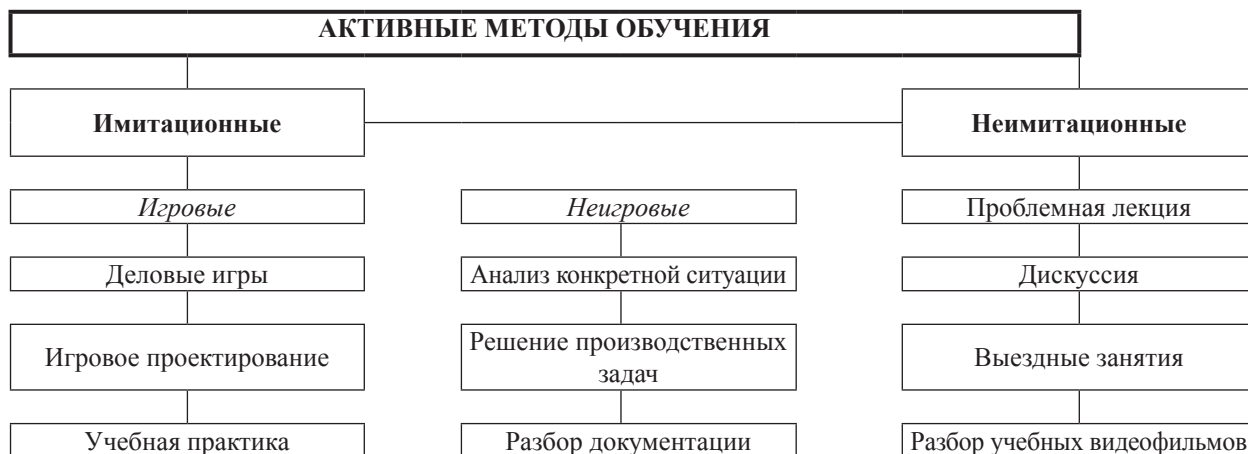 АКТИВНЫЕ МЕТОДЫ ОБУЧЕНИЯ
Имитационные
Неимитационные
Игровые
Неигровые
Проблемная лекция
Деловые игры
Анализ конкретной ситуации
Дискуссия
Игровое проектирование
Решение производственных
задач
Выездные занятия
Учебная практика
Разбор документации
Разбор учебных видеофильмов